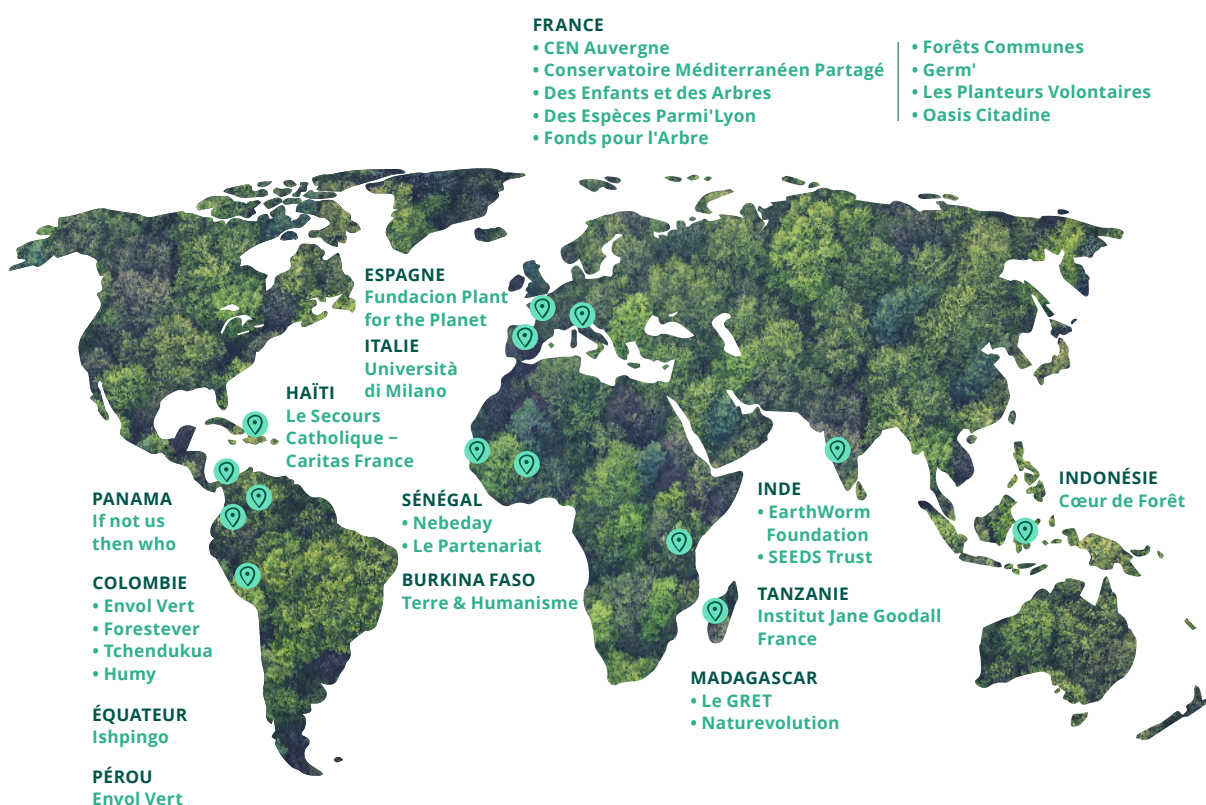 FRANCE
• CEN Auvergne
• Conservatoire Méditerranéen Partagé
• Des Enfants et des Arbres
• Des Espèces Parmi'Lyon
• Fonds pour l'Arbre
• Forêts Communes
• Germ'
• Les Planteurs Volontaires
• Oasis Citadine
ESPAGNE
Fundacion Plant
for the Planet
ITALIE
Università
di Milano
HAÏTI
Le Secours
Catholique –
Caritas France
PANAMA
If not us
then who
COLOMBIE
• Envol Vert
• Forestever
• Tchendukua
• Humy
ÉQUATEUR
Ishpingo
PÉROU
Envol Vert
SÉNÉGAL
• Nebeday
• Le Partenariat
BURKINA FASO
Terre & Humanisme
INDE
• EarthWorm
Foundation
• SEEDS Trust
TANZANIE
Institut Jane Goodall
France
MADAGASCAR
• Le GRET
• Naturevolution
INDONÉSIE
Cœur de Forêt